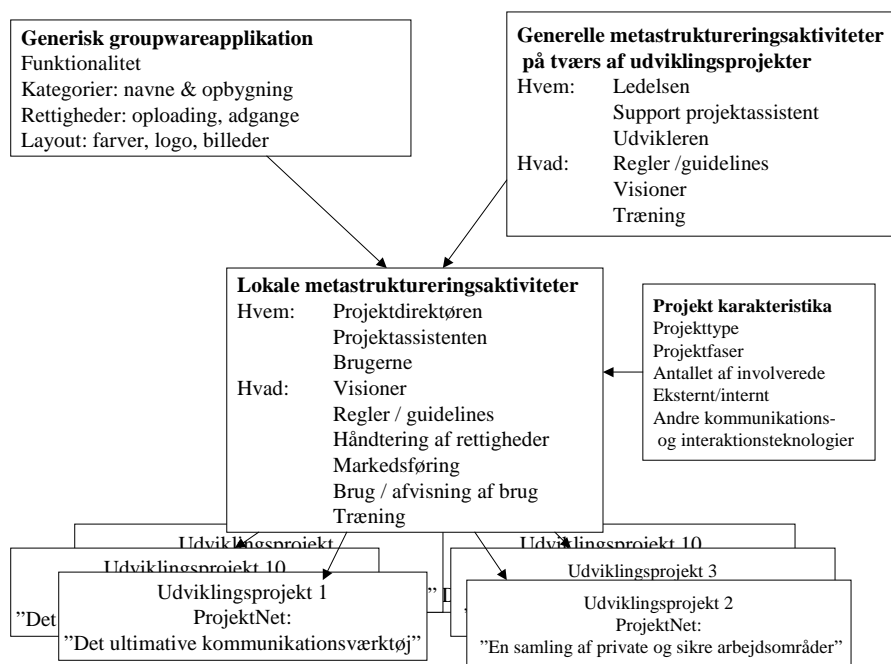 Generisk groupwareapplikation
Funktionalitet
Kategorier: navne & opbygning
Rettigheder: oploading, adgange
Layout: farver, logo, billeder
Generelle metastruktureringsaktiviteter
på tværs af udviklingsprojekter
Hvem: Ledelsen
Support projektassistent
Udvikleren
Hvad: Regler /guidelines
Visioner
Træning
Lokale metastruktureringsaktiviteter
Hvem: Projektdirektøren
Projektassistenten
Brugerne
Hvad: Visioner
Regler / guidelines
Håndtering af rettigheder
Markedsføring
Brug / afvisning af brug
Træning
Projekt karakteristika
Projekttype
Projektfaser
Antallet af involverede
Eksternt/internt
Andre kommunikations-
og interaktionsteknologier
Udviklingsprojekt
Udviklingsprojekt 10
”Det
Udviklingsprojekt 1
ProjektNet:
”Det ultimative kommunikationsværktøj”
Udviklingsprojekt 10
Udviklingsprojekt 3
Udviklingsprojekt 2
ProjektNet:
”En samling af private og sikre arbejdsområder”